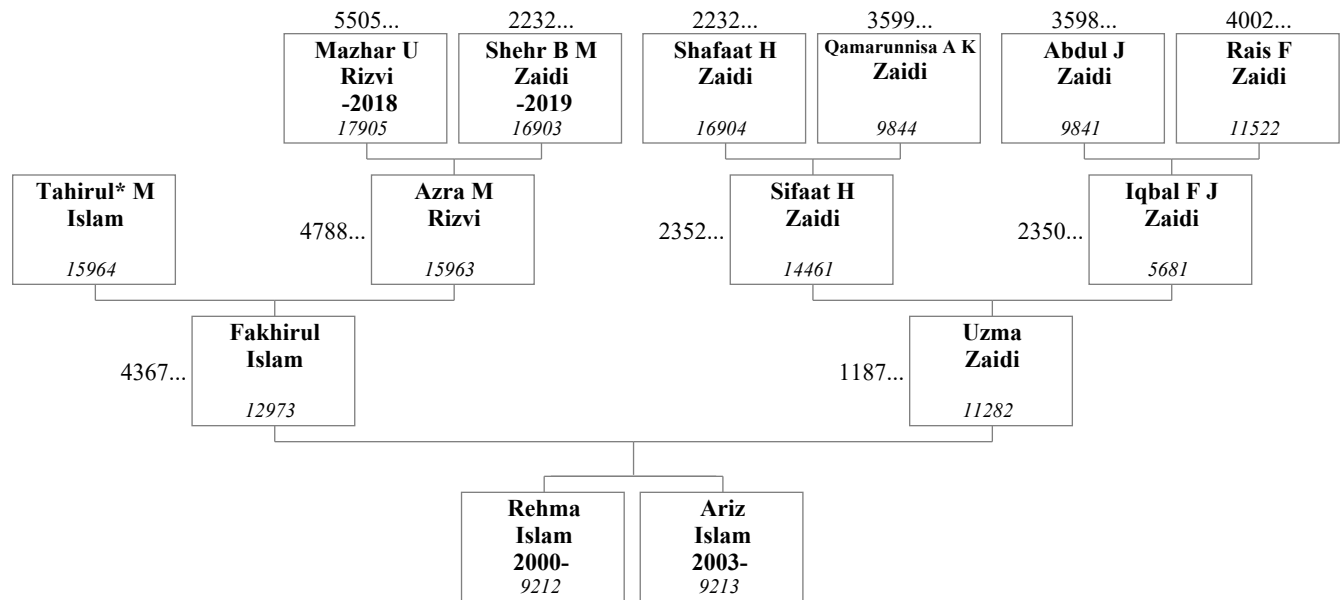 5505...
2232...
2232...
3599...
3598...
4002...
Mazhar U
Rizvi
-2018
17905
Shehr B M
Zaidi
-2019
16903
Shafaat H
Zaidi
16904
Qamarunnisa A K
Zaidi
9844
Abdul J
Zaidi
9841
Rais F
Zaidi
11522
Tahirul* M
Islam
15964
4788...
Azra M
Rizvi
15963
2352...
Sifaat H
Zaidi
14461
2350...
Iqbal F J
Zaidi
5681
4367...
Fakhirul
Islam
12973
1187...
Uzma
Zaidi
11282
Rehma
Islam
2000-
9212
Ariz
Islam
2003-
9213